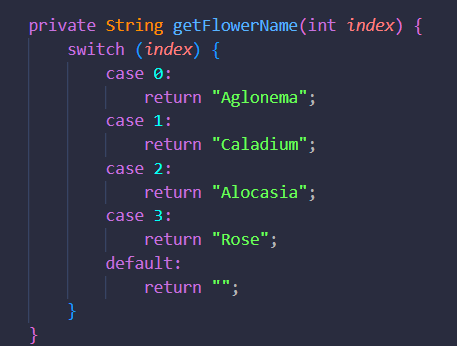 private String getFlowerName(int index) {
    switch (index) {
        case 0:
            return "Aglonema";
        case 1:
            return "Caladium";
        case 2:
            return "Alocasia";
        case 3:
            return "Rose";
        default:
            return "";
    }
}